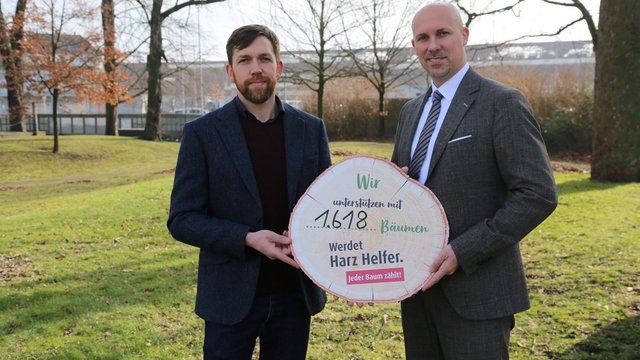 Wir
unterstützen mit
1.618 Bäumen
Werdet
Harz Helfer.
Jeder Baum zählt!